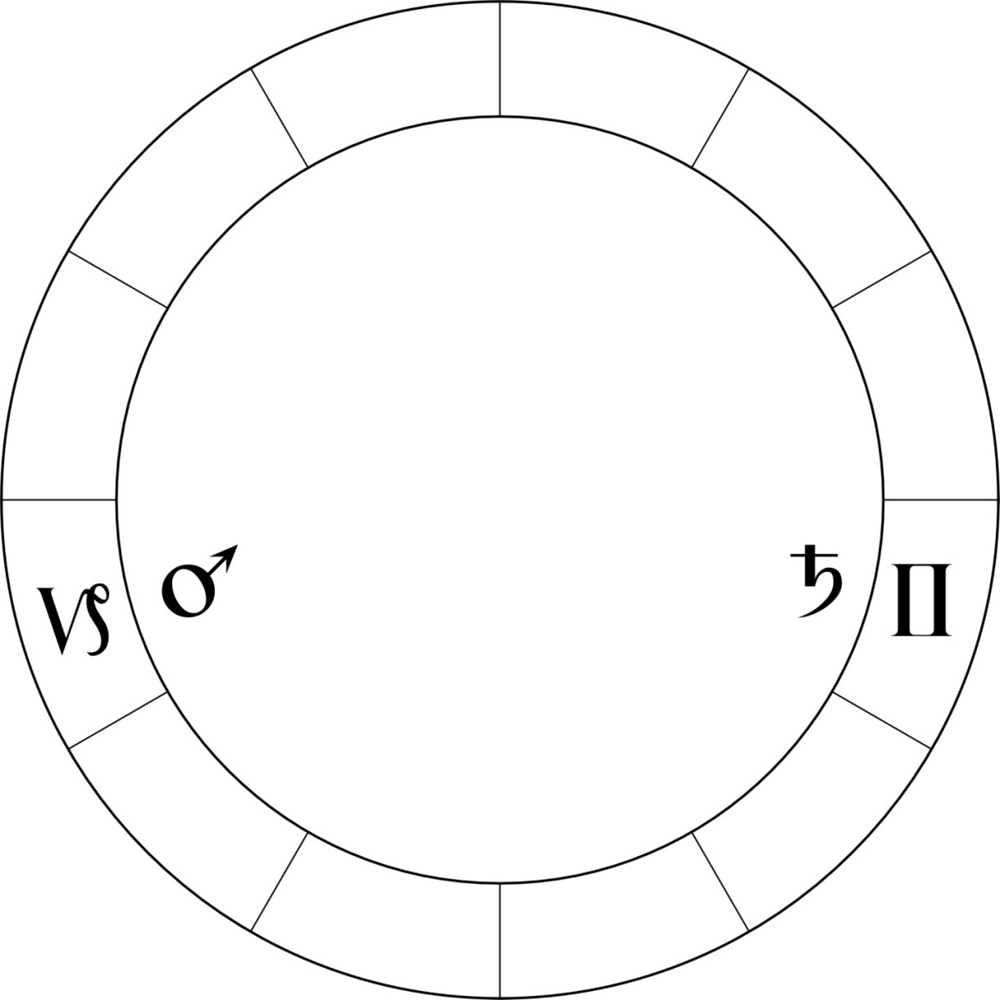 ♑ ♂ ♄ ♊